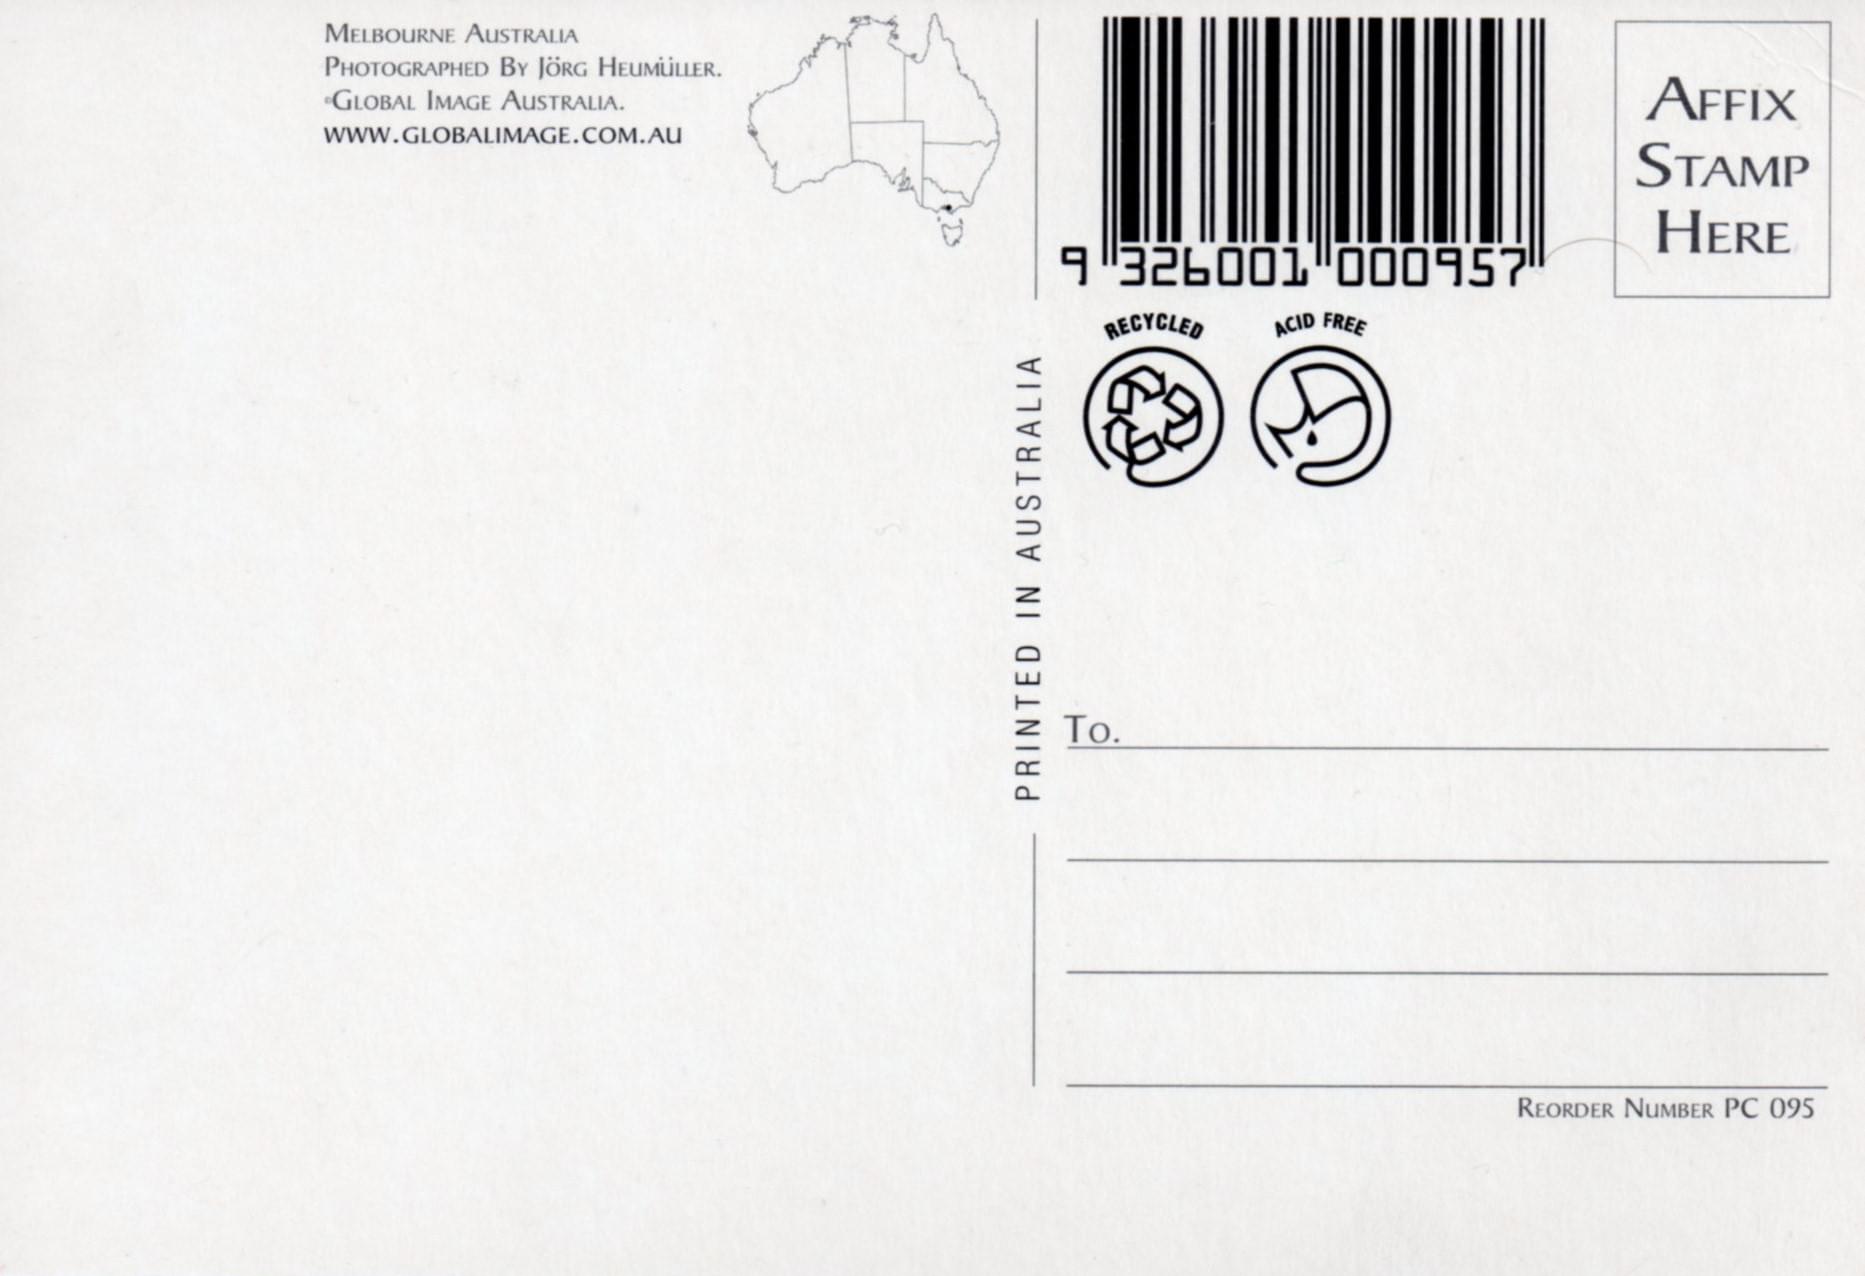 MELBOURNE AUSTRALIA
PHOTOGRAPHED BY JÖRG HEUMÜLLER.
©GLOBAL IMAGE AUSTRALIA.
WWW.GLOBALIMAGE.COM.AU
PRINTED IN AUSTRALIA
9 326001 000957
AFFIX
STAMP
HERE
RECYCLED
ACID FREE
To.
REORDER NUMBER PC 095